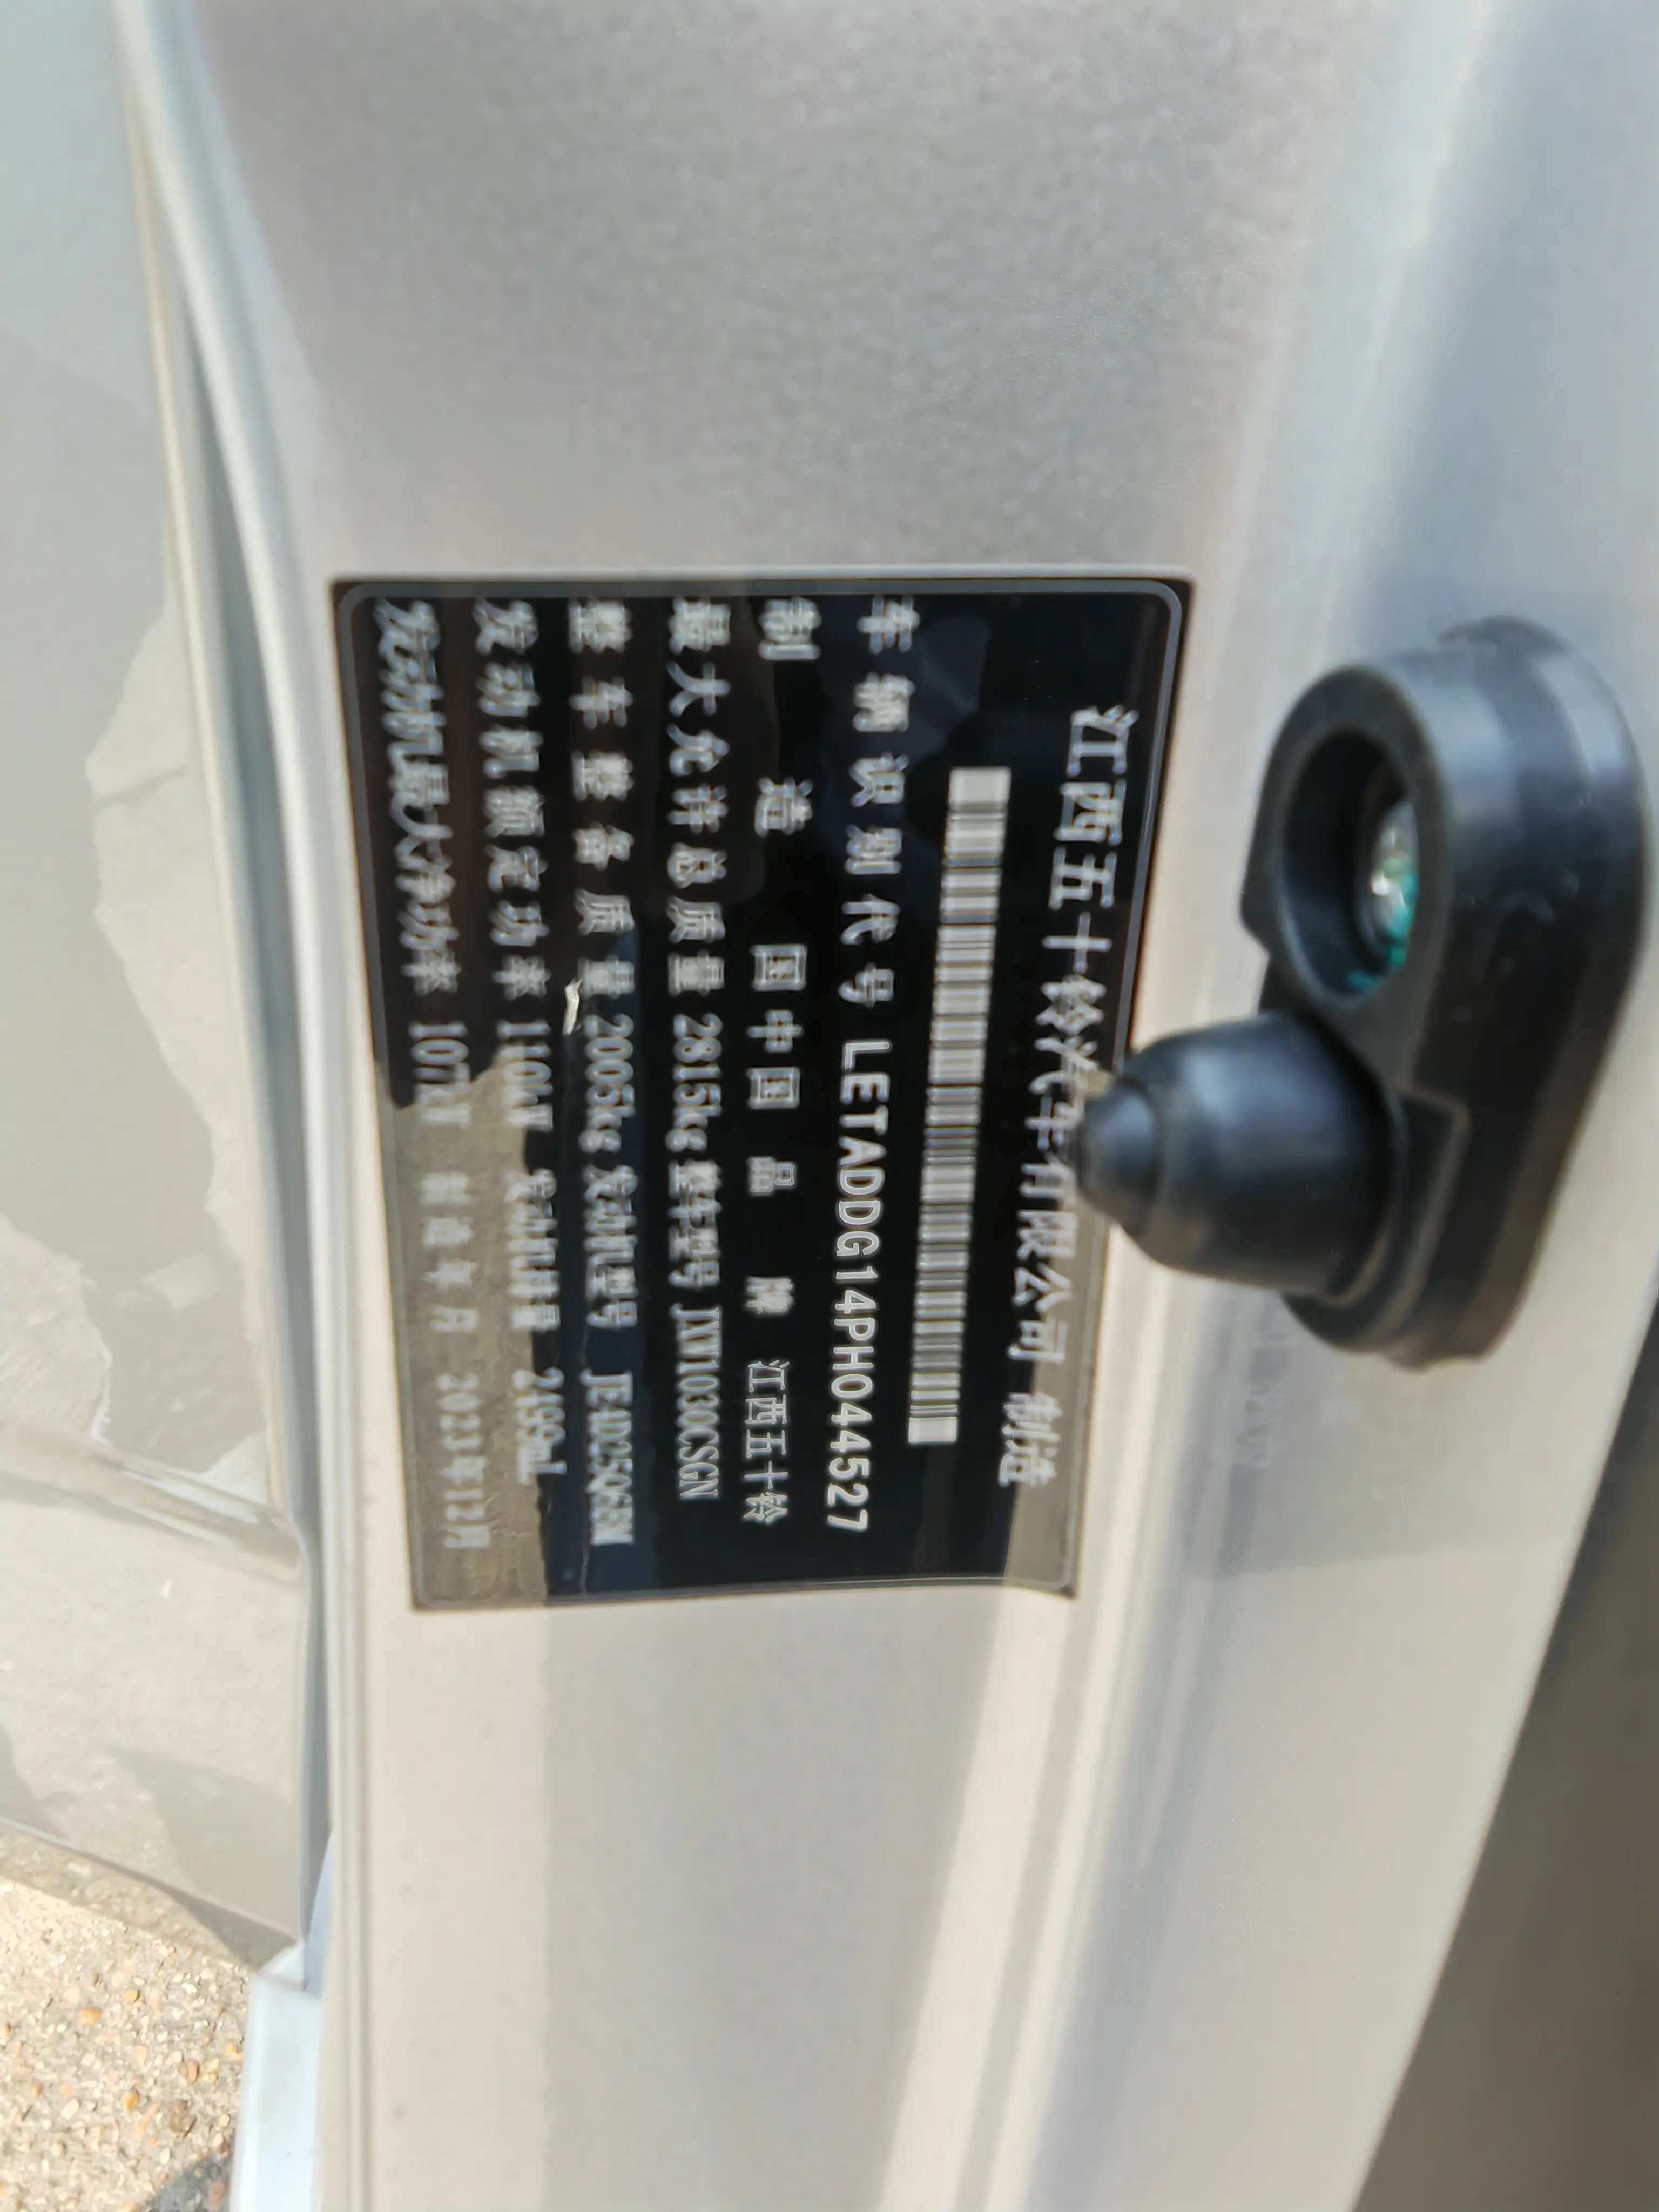 江西五十铃汽车有限公司 制造
车辆识别代号 LETADDG14PH044527
制造国 中国 品牌 江西五十铃
最大允许总质量 2815kg 整车型号 JXW1030CSGN
整车整备质量 2005kg 发动机型号 JE4D25Q6BN
发动机额定功率 110kW 发动机排量 2499ml
发动机最大净功率 107kW 制造年月 2023年12月